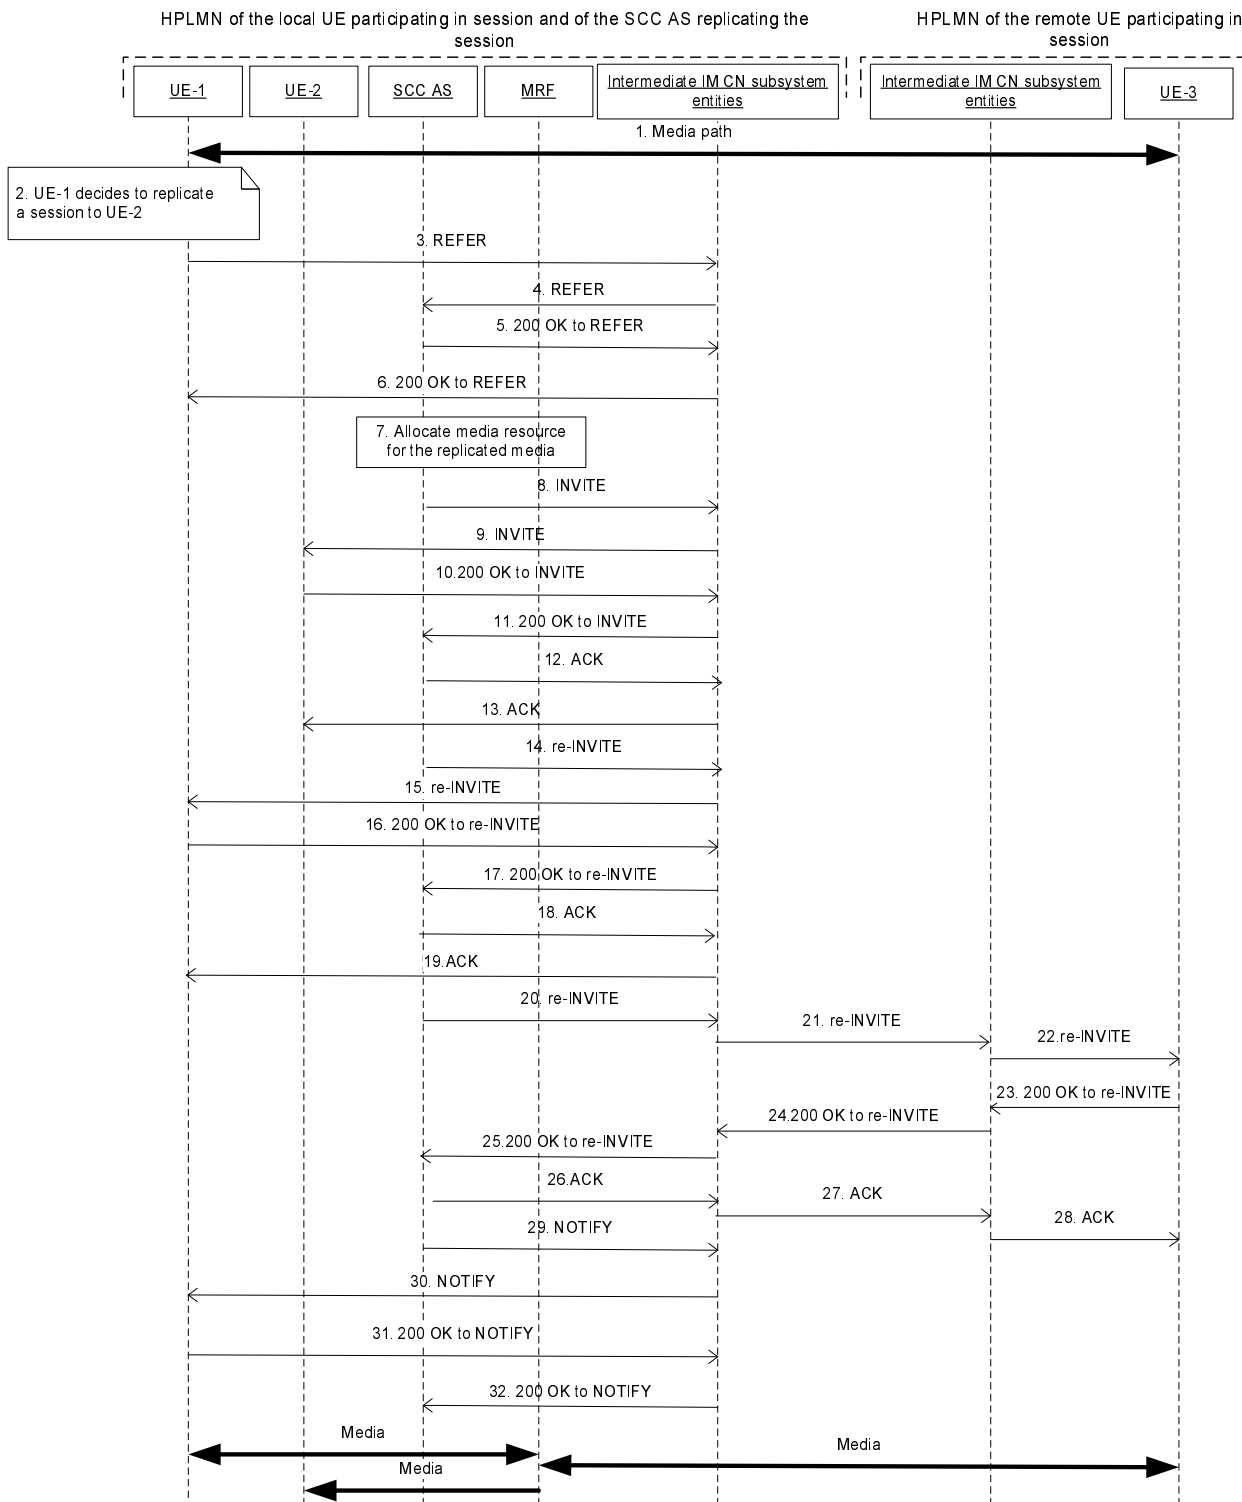 HPLMN of the local UE participating in session and of the SCC AS replicating the
session
HPLMN of the remote UE participating in
session
UE-1
UE-2
SCC AS
MRF
Intermediate IM CN subsystem
entities
Intermediate IM CN subsystem
entities
UE-3
1. Media path
2. UE-1 decides to replicate
a session to UE-2
3. REFER
4. REFER
5. 200 OK to REFER
6. 200 OK to REFER
7. Allocate media resource
for the replicated media
8. INVITE
9. INVITE
10.200 OK to INVITE
11. 200 OK to INVITE
12. ACK
13. ACK
14. re-INVITE
15. re-INVITE
16. 200 OK to re-INVITE
17. 200 OK to re-INVITE
18. ACK
19.ACK
20. re-INVITE
21. re-INVITE
22.re-INVITE
23. 200 OK to re-INVITE
24.200 OK to re-INVITE
25.200 OK to re-INVITE
26.ACK
27. ACK
28. ACK
29. NOTIFY
30. NOTIFY
31. 200 OK to NOTIFY
32. 200 OK to NOTIFY
Media
Media
Media